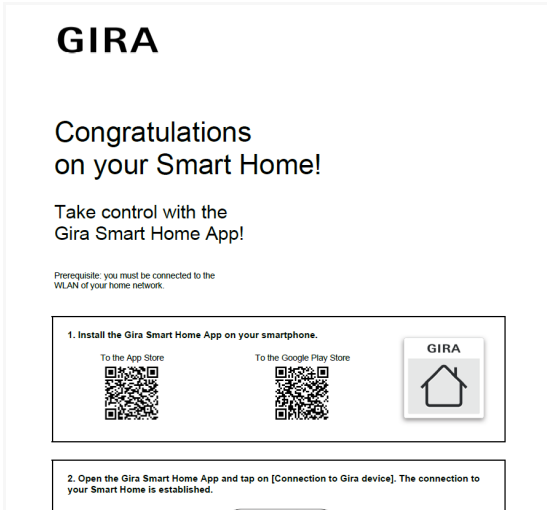 GIRA
Congratulations
on your Smart Home!
Take control with the
Gira Smart Home App!
Prerequisite: you must be connected to the
WLAN of your home network.
1. Install the Gira Smart Home App on your smartphone.
To the App Store
To the Google Play Store
GIRA
2. Open the Gira Smart Home App and tap on [Connection to Gira device]. The connection to
your Smart Home is established.